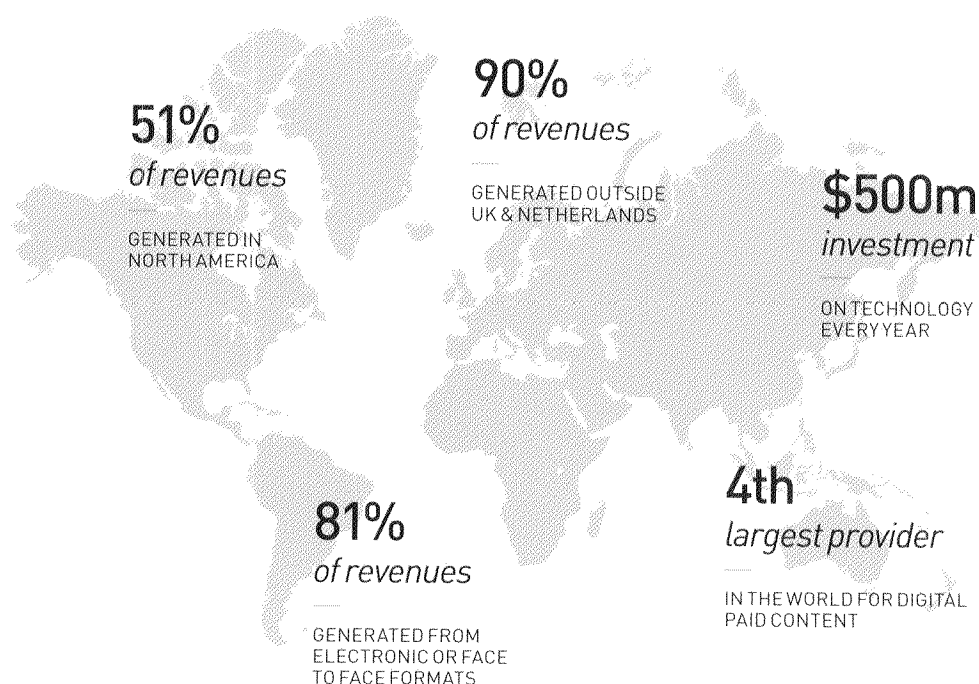 51%
of revenues
GENERATED IN
NORTH AMERICA
90%
of revenues
GENERATED OUTSIDE
UK & NETHERLANDS
$500m
investment
ON TECHNOLOGY
EVERY YEAR
81%
of revenues
GENERATED FROM
ELECTRONIC OR FACE
TO FACE FORMATS
4th
largest provider
IN THE WORLD FOR DIGITAL
PAID CONTENT